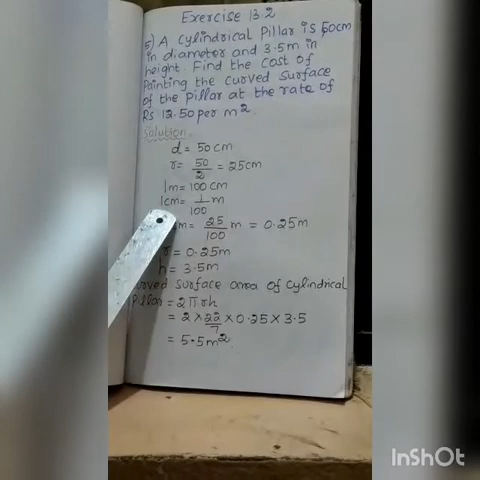 Exercise 13.2
5) A cylindrical Pillar is 50cm
in diameter and 3.5m in
height. Find the cost of
Painting the curved Surface
of the pillar at the rate of
Rs 12.50 per m²
Solution
d = 50cm
r = 50/2 = 25cm
1m = 100cm
1cm = 1/100 m
m = 25/100 m = 0.25m
r = 0.25m
h = 3.5m
Surface area of cylindrical
Pillar = 2πrh
= 2 × 22/7 × 0.25 × 3.5
= 5.5m²
InShOt